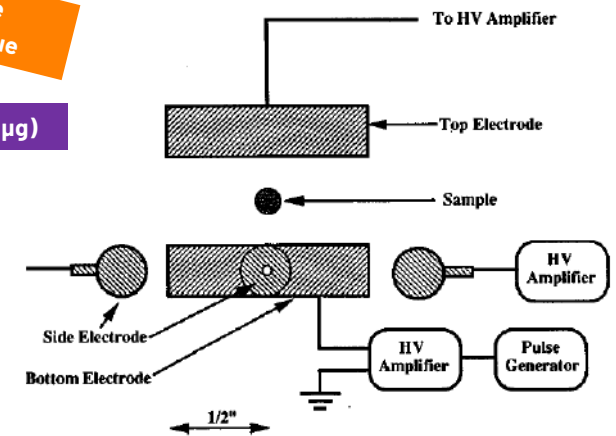 To HV Amplifier
µg)
Top Electrode
Sample
HV
Amplifier
Side Electrode
HV
Amplifier
Pulse
Generator
Bottom Electrode
1/2"